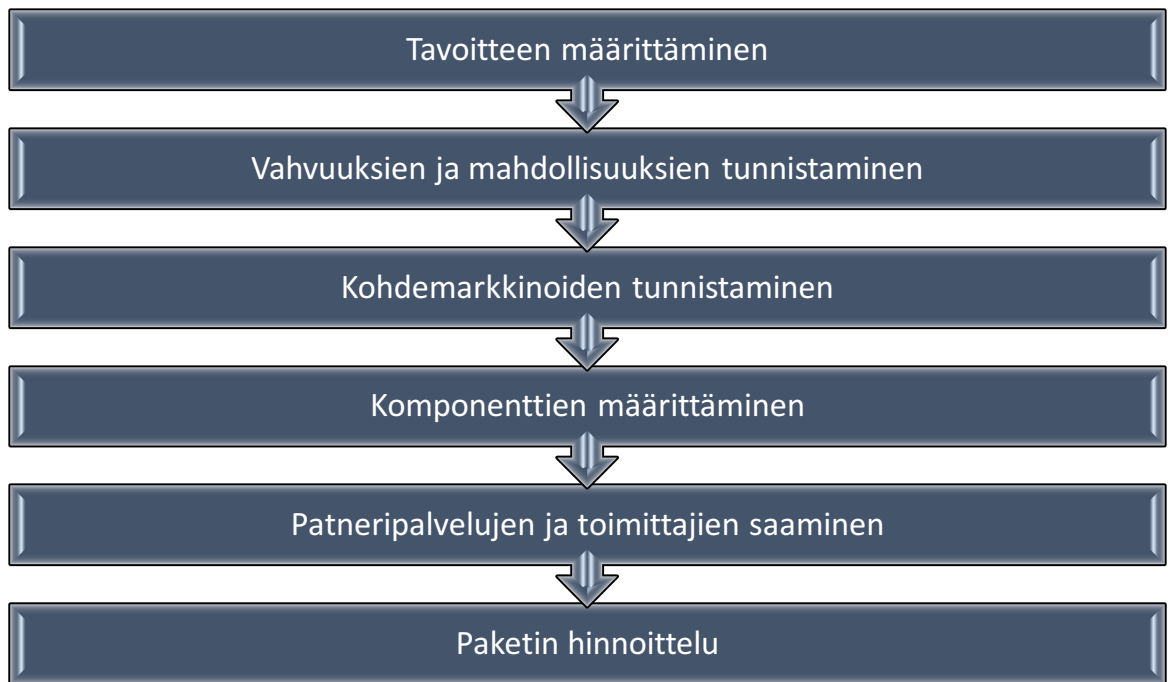 Tavoitteen määrittäminen
Vahvuuksien ja mahdollisuuksien tunnistaminen
Kohdemarkkinoiden tunnistaminen
Komponenttien määrittäminen
Patneripalvelujen ja toimittajien saaminen
Paketin hinnoittelu